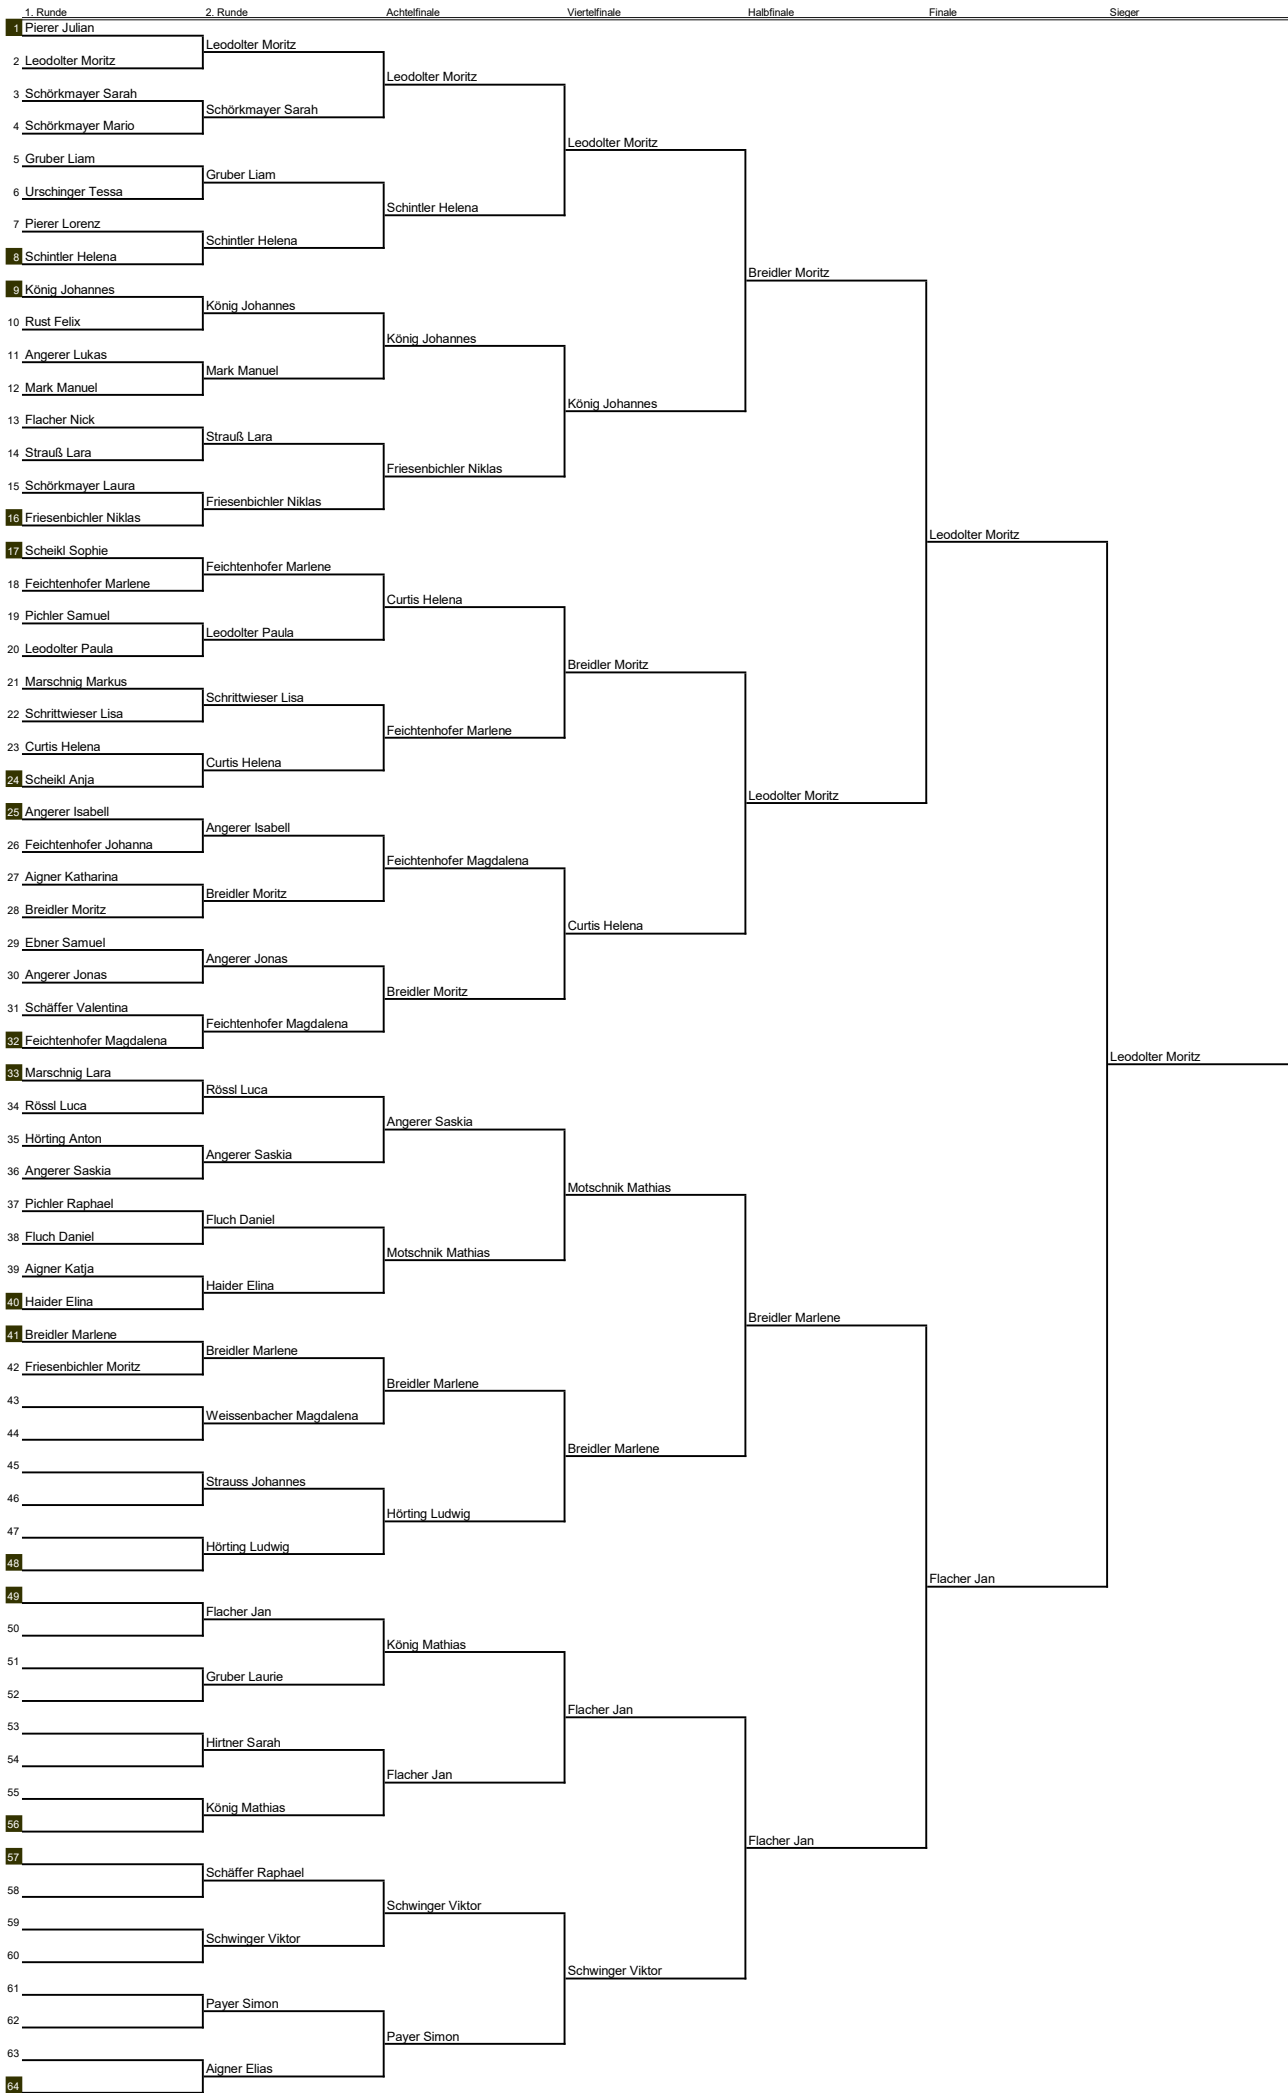 1. Runde 2. Runde Achtelfinale Viertelfinale Halbfinale Finale Sieger
1 Pierer Julian
Leodolter Moritz
2 Leodolter Moritz
Leodolter Moritz
3 Schörkmayer Sarah
Schörkmayer Sarah
4 Schörkmayer Mario
Leodolter Moritz
5 Gruber Liam
Gruber Liam
6 Urschinger Tessa
Schintler Helena
7 Pierer Lorenz
Schintler Helena
8 Schintler Helena
Breidler Moritz
9 König Johannes
König Johannes
10 Rust Felix
König Johannes
11 Angerer Lukas
Mark Manuel
12 Mark Manuel
König Johannes
13 Flacher Nick
Strauß Lara
14 Strauß Lara
Friesenbichler Niklas
15 Schörkmayer Laura
Friesenbichler Niklas
16 Friesenbichler Niklas
Leodolter Moritz
17 Scheikl Sophie
Feichtenhofer Marlene
18 Feichtenhofer Marlene
Curtis Helena
19 Pichler Samuel
Leodolter Paula
20 Leodolter Paula
Breidler Moritz
21 Marschnig Markus
Schrittwieser Lisa
22 Schrittwieser Lisa
Feichtenhofer Marlene
23 Curtis Helena
Curtis Helena
24 Scheikl Anja
Leodolter Moritz
25 Angerer Isabell
Angerer Isabell
26 Feichtenhofer Johanna
Feichtenhofer Magdalena
27 Aigner Katharina
Breidler Moritz
28 Breidler Moritz
Curtis Helena
29 Ebner Samuel
Angerer Jonas
30 Angerer Jonas
Breidler Moritz
31 Schäffer Valentina
Feichtenhofer Magdalena
32 Feichtenhofer Magdalena
Leodolter Moritz
33 Marschnig Lara
Rössl Luca
34 Rössl Luca
Angerer Saskia
35 Hörting Anton
Angerer Saskia
36 Angerer Saskia
Motschnik Mathias
37 Pichler Raphael
Fluch Daniel
38 Fluch Daniel
Motschnik Mathias
39 Aigner Katja
Haider Elina
40 Haider Elina
Breidler Marlene
41 Breidler Marlene
Breidler Marlene
42 Friesenbichler Moritz
Breidler Marlene
43
Weissenbacher Magdalena
44
Breidler Marlene
45
Strauss Johannes
46
Hörting Ludwig
47
Hörting Ludwig
48
Flacher Jan
49
Flacher Jan
50
König Mathias
51
Gruber Laurie
52
Flacher Jan
53
Hirtner Sarah
54
Flacher Jan
55
König Mathias
56
Flacher Jan
57
Schäffer Raphael
58
Schwinger Viktor
59
Schwinger Viktor
60
Schwinger Viktor
61
Payer Simon
62
Payer Simon
63
Aigner Elias
64